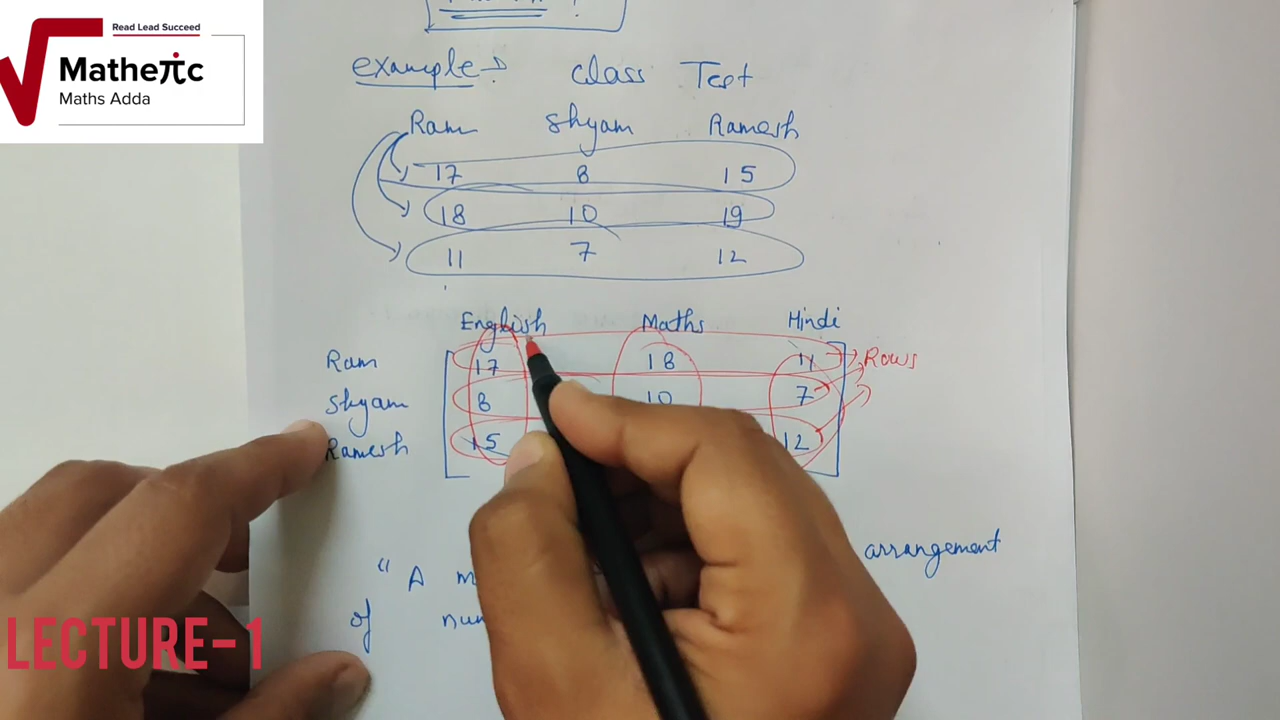 Read Lead Succeed
Matheπc
Maths Adda
example
class Test
Ram Shyam Ramesh
17 8 15
18 10 19
11 7 12
English Maths Hindi
Ram 17 18 11 Rows
Shyam 8 10 7
Ramesh 15 12
arrangement
" A
of
LECTURE-1